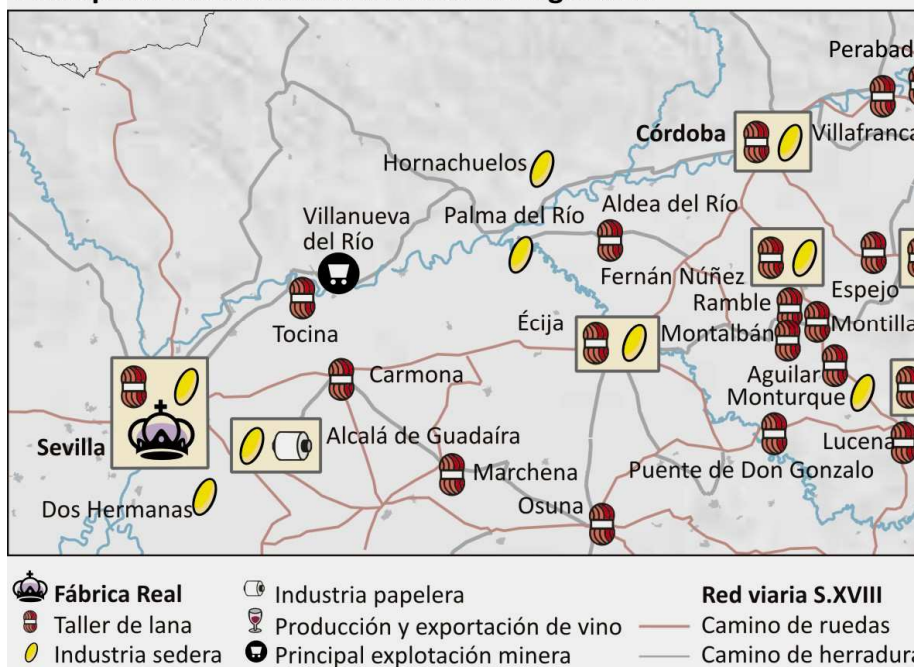 Perabad
Córdoba
Villafranca
Hornachuelos
Villanueva
del Río
Palma del Río
Aldea del Río
Fernán Núñez
Espejo
Ramble
Tocina
Écija
Montalbán
Montilla
Carmona
Aguilar
Monturque
Sevilla
Alcalá de Guadaíra
Lucena
Marchena
Puente de Don Gonzalo
Dos Hermanas
Osuna
Fábrica Real
Industria papelera
Red viaria S.XVIII
Taller de lana
Producción y exportación de vino
Camino de ruedas
Industria sedera
Principal explotación minera
Camino de herradura